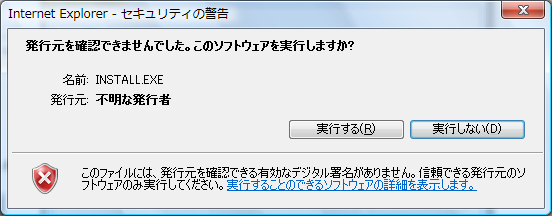 Internet Explorer - セキュリティの警告
発行元を確認できませんでした。このソフトウェアを実行しますか?
名前: INSTALL.EXE
発行元: 不明な発行者
実行する(R) 実行しない(D)
このファイルには、発行元を確認できる有効なデジタル署名がありません。信頼できる発行元のソ
フトウェアのみ実行してください。実行することのできるソフトウェアの詳細を表示します。